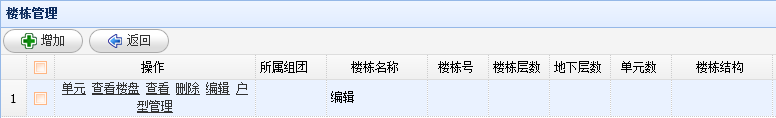 楼栋管理
增加 返回
操作 所属组团 楼栋名称 楼栋号 楼栋层数 地下层数 单元数 楼栋结构
1 单元 查看楼盘 查看 删除 编辑 户 编辑
型管理